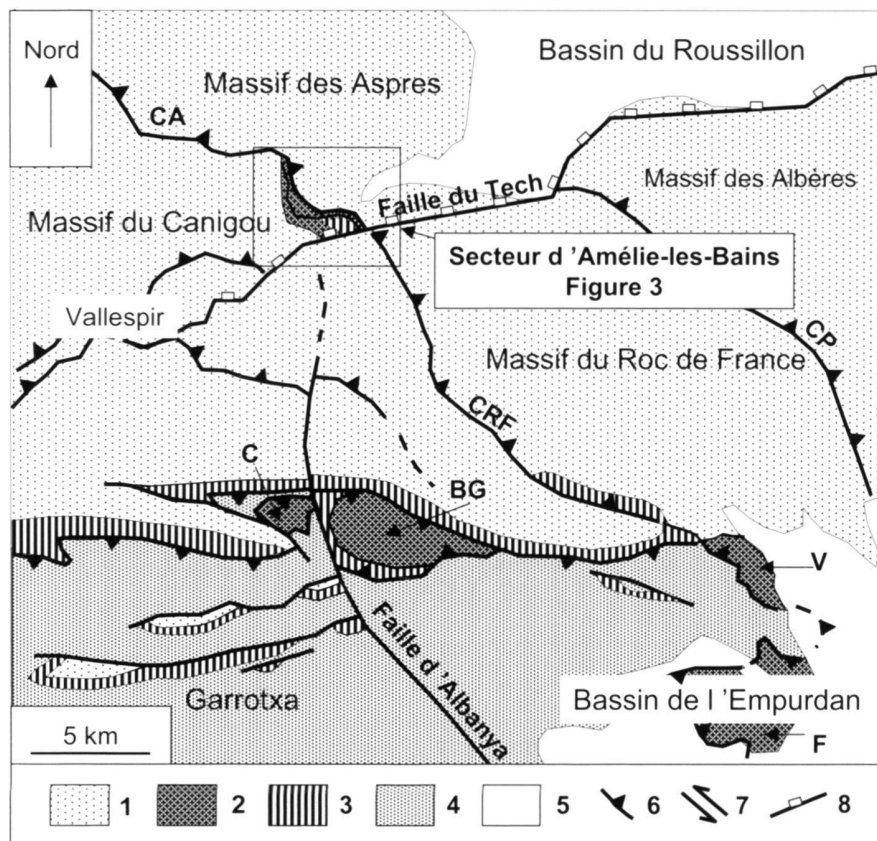 Nord
Bassin du Roussillon
Massif des Aspres
CA
Massif des Albères
Faille du Tech
Massif du Canigou
Secteur d 'Amélie-les-Bains
Figure 3
Vallespir
CP
Massif du Roc de France
CRF
C
BG
V
Faille d 'Albanya
Garrotxa
Bassin de l 'Empurdan
F
5 km
1
2
3
4
5
6
7
8